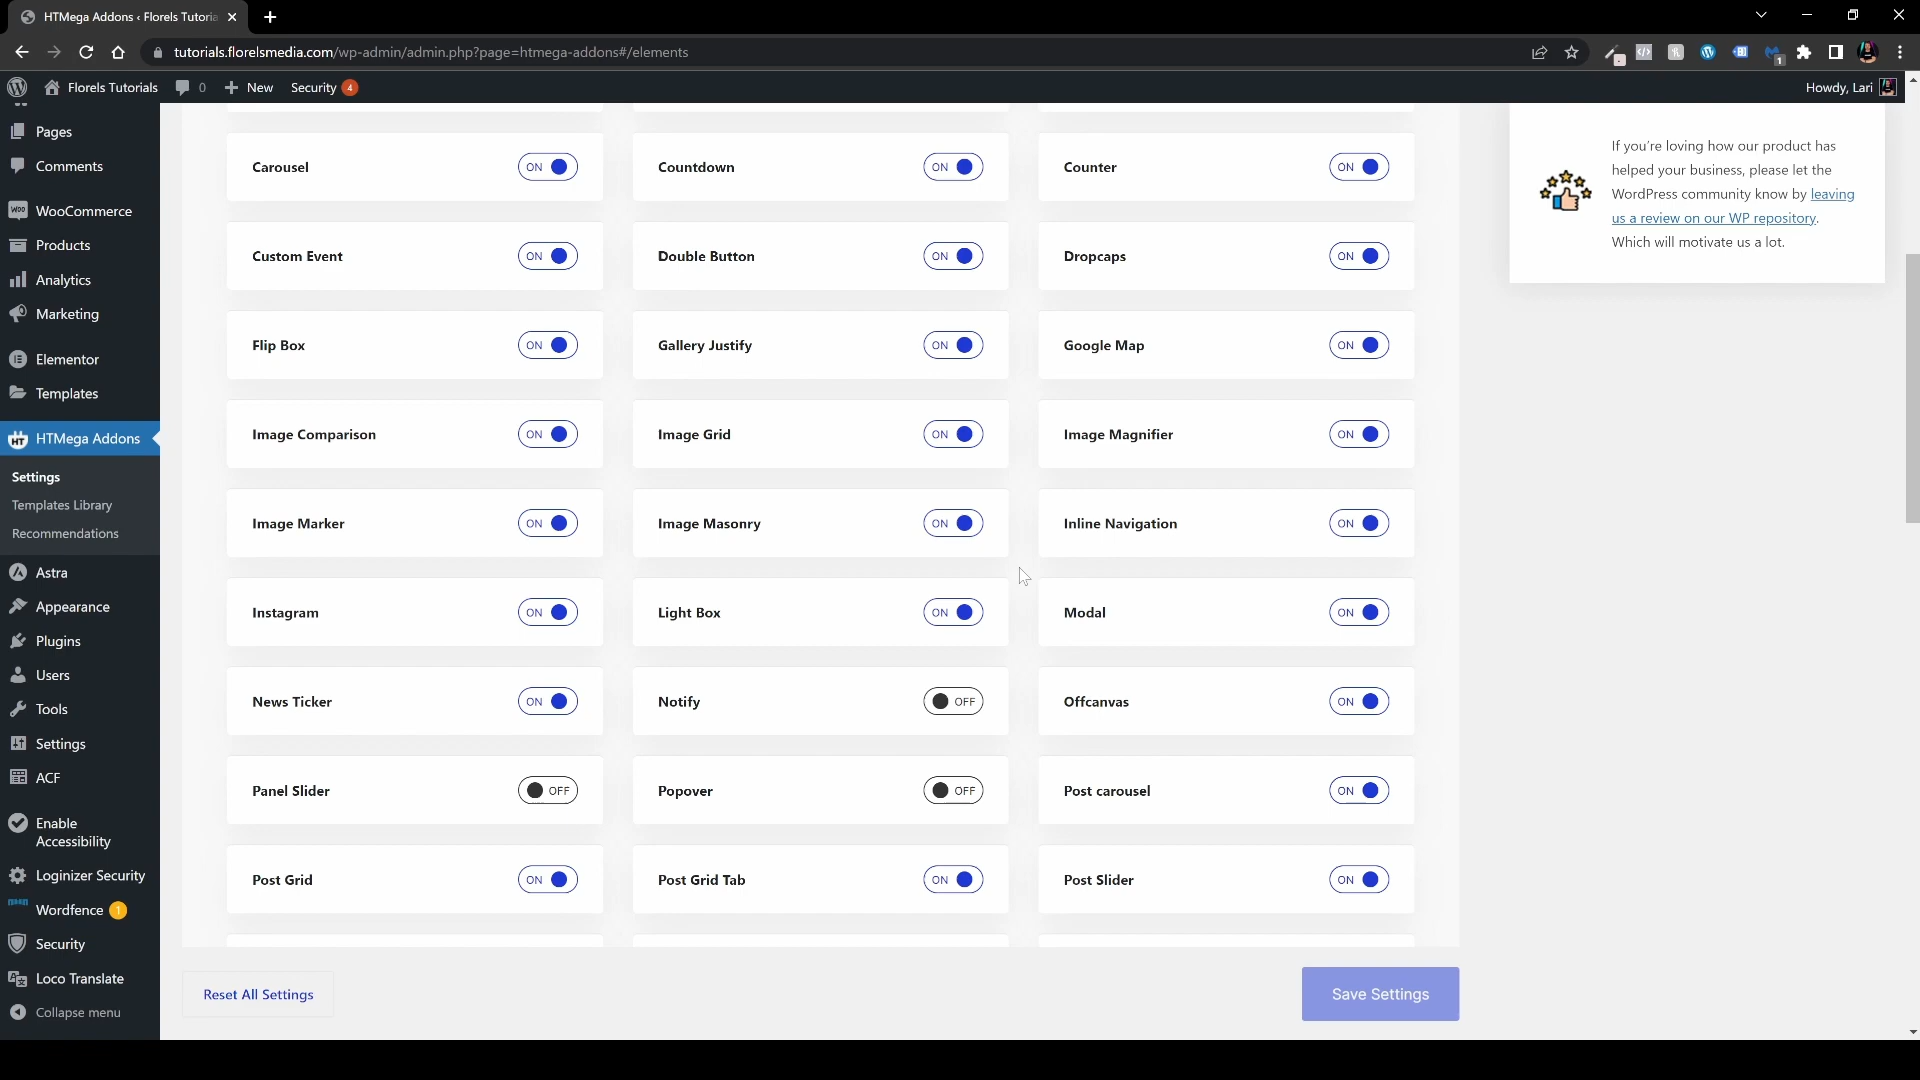 HTMega Addons ‹ Florels Tutoria
tutorials.florelsmedia.com/wp-admin/admin.php?page=htmega-addons#/elements
1
Florels Tutorials
0
New
Security 4
Howdy, Lari
Pages
Comments
WooCommerce
Products
Analytics
Marketing
Elementor
Templates
HTMega Addons
Settings
Templates Library
Recommendations
Astra
Appearance
Plugins
Users
Tools
Settings
ACF
Enable
Accessibility
Loginizer Security
Wordfence 1
Security
Loco Translate
Collapse menu
Carousel ON Countdown ON Counter ON
Custom Event ON Double Button ON Dropcaps ON
Flip Box ON Gallery Justify ON Google Map ON
Image Comparison ON Image Grid ON Image Magnifier ON
Image Marker ON Image Masonry ON Inline Navigation ON
Instagram ON Light Box ON Modal ON
News Ticker ON Notify OFF Offcanvas ON
Panel Slider OFF Popover OFF Post carousel ON
Post Grid ON Post Grid Tab ON Post Slider ON
Reset All Settings
Save Settings
If you're loving how our product has
helped your business, please let the
WordPress community know by leaving
us a review on our WP repository.
Which will motivate us a lot.